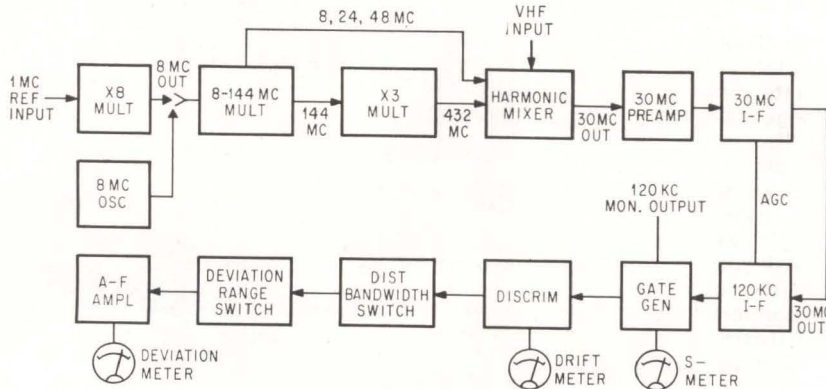 8, 24, 48 MC
VHF
INPUT
1 MC
REF
INPUT
X8
MULT
8 MC
OUT
8-144 MC
MULT
144
MC
X3
MULT
432
MC
HARMONIC
MIXER
30 MC
OUT
30 MC
PREAMP
30 MC
I-F
8 MC
OSC
120 KC
MON. OUTPUT
AGC
A-F
AMPL
DEVIATION
RANGE
SWITCH
DIST
BANDWIDTH
SWITCH
DISCRIM
GATE
GEN
120 KC
I-F
30 MC
OUT
DEVIATION
METER
DRIFT
METER
S-
METER